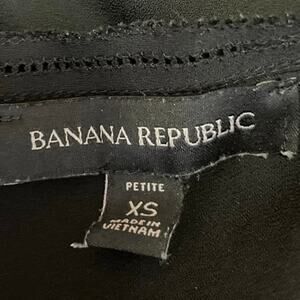 BANANA REPUBLIC
PETITE
XS
MADE IN
VIETNAM